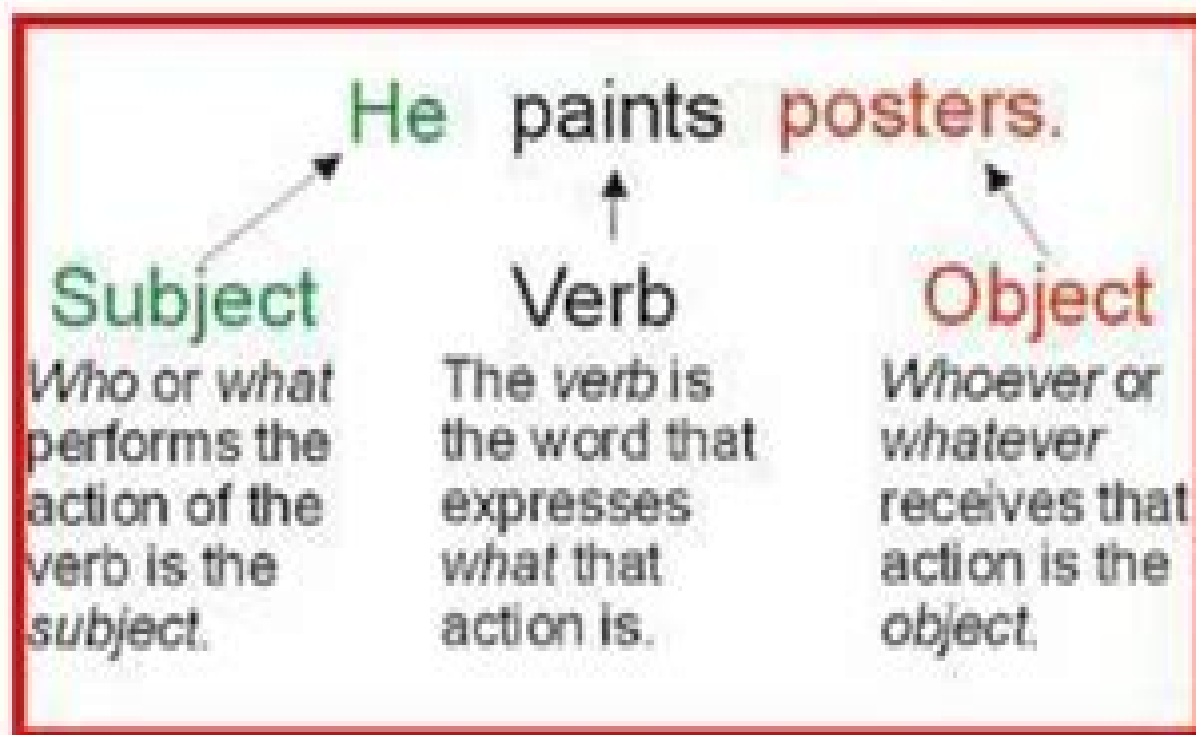 He paints posters.
Subject
Verb
Object
Who or what
performs the
action of the
verb is the
subject.
The verb is
the word that
expresses
what that
action is.
Whoever or
whatever
receives that
action is the
object.